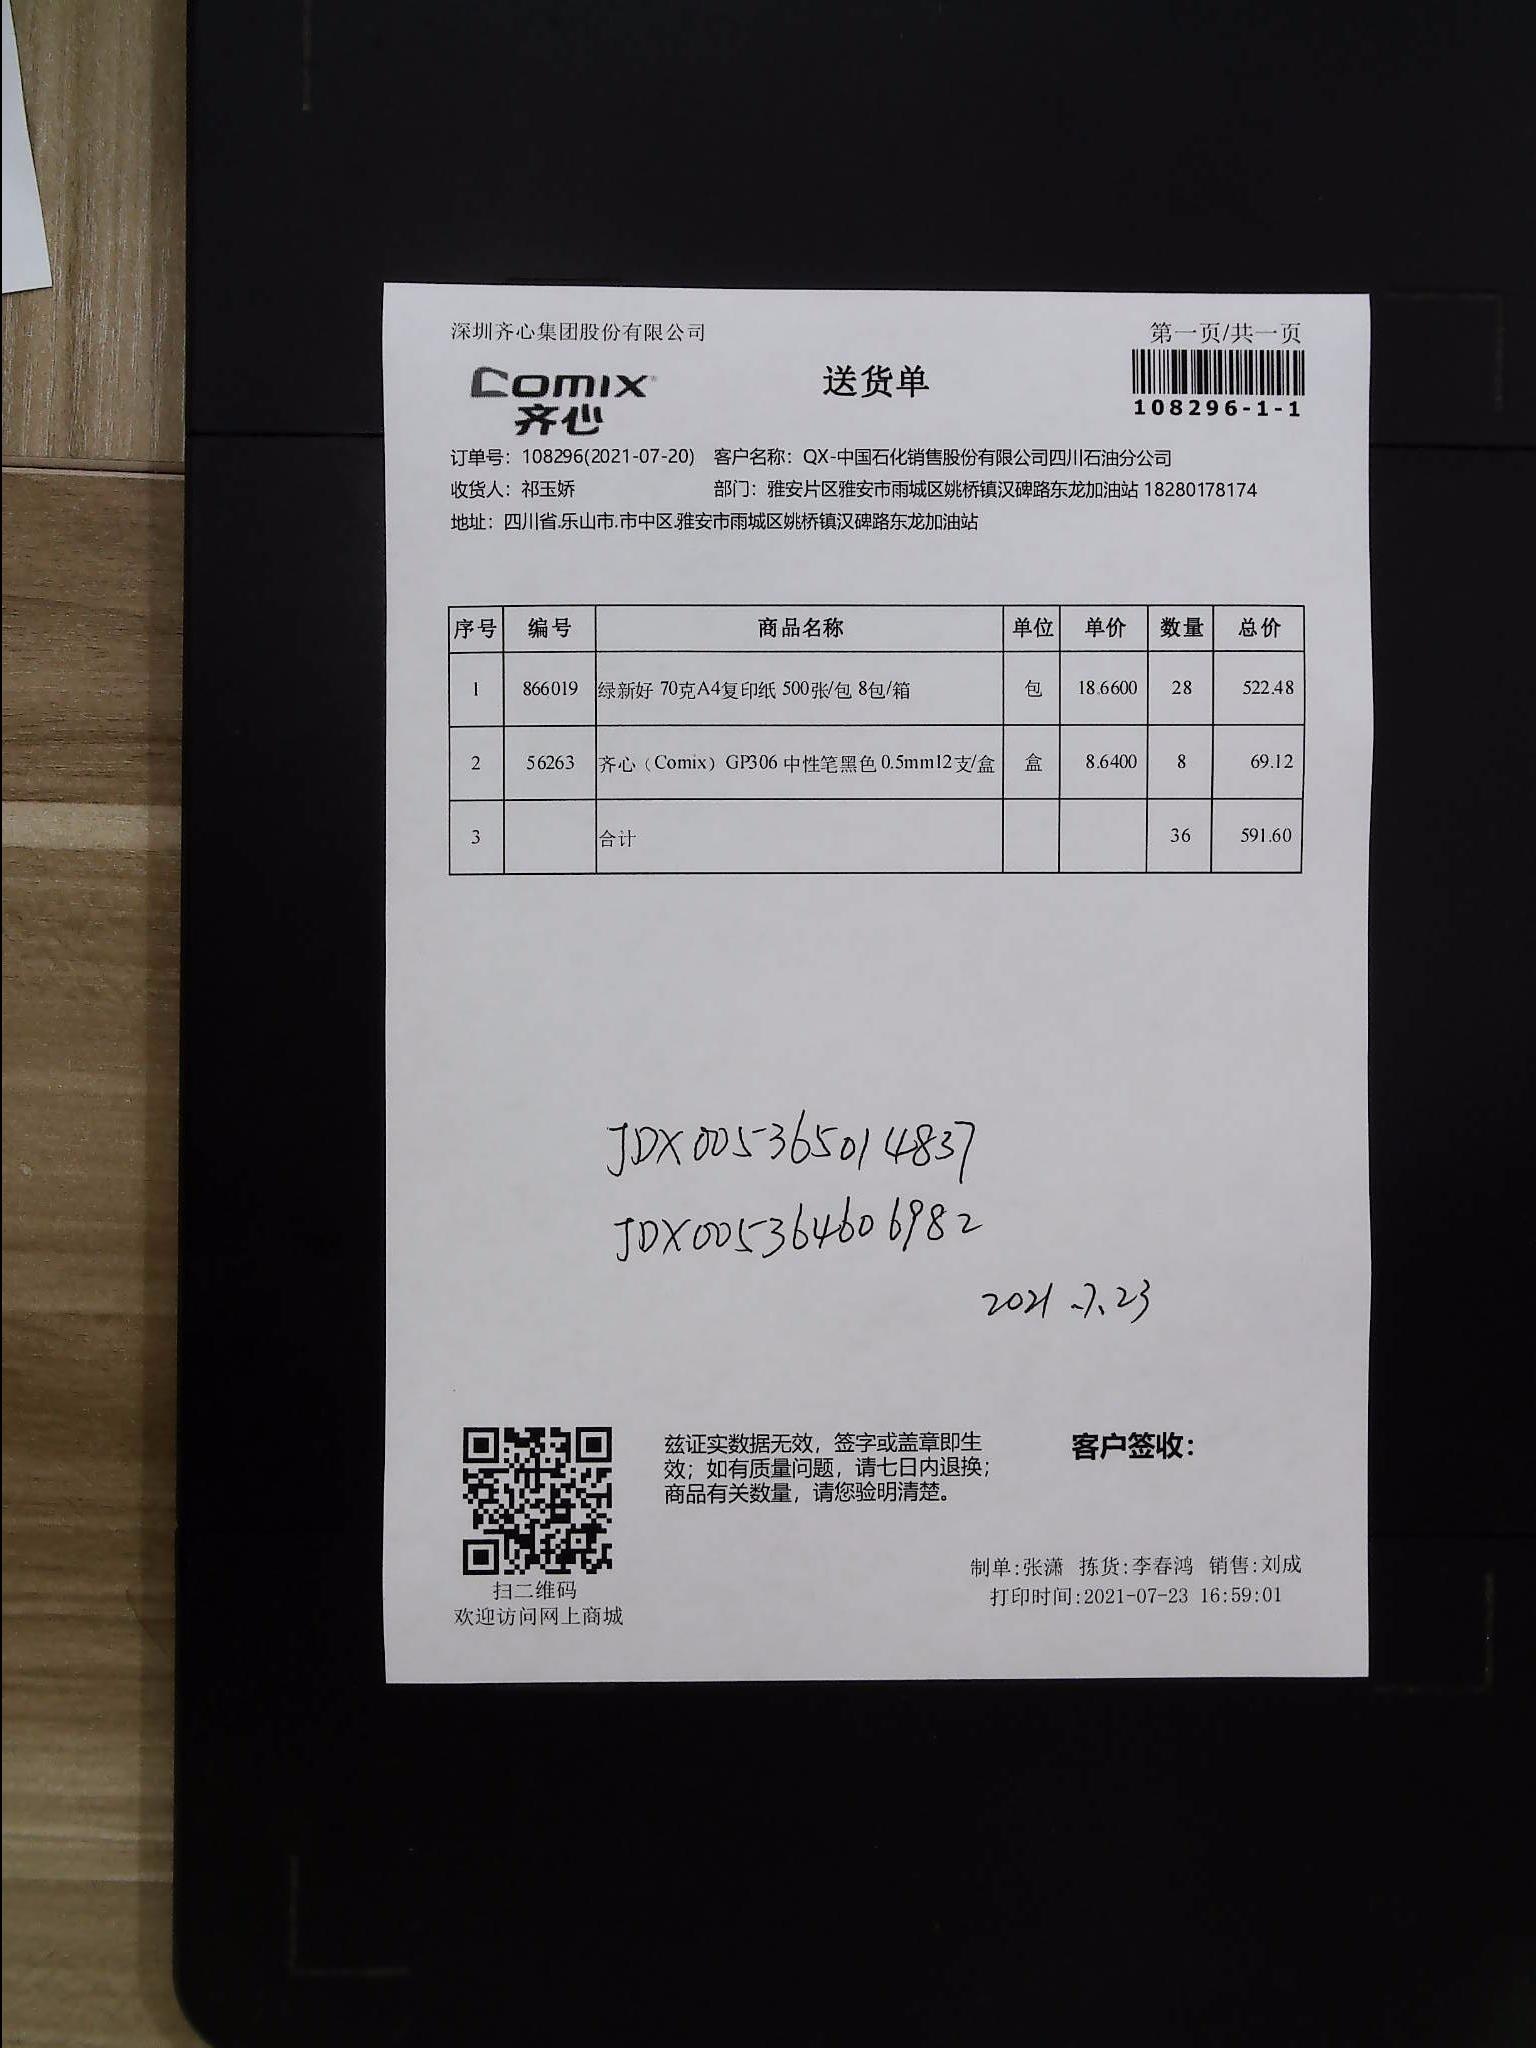 深圳齐心集团股份有限公司
第一页/共一页
COMIX
齐心
送货单
108296-1-1
订单号：108296(2021-07-20) 客户名称：QX-中国石化销售股份有限公司四川石油分公司
收货人：祁玉娇 部门：雅安片区雅安市雨城区姚桥镇汉碑路东龙加油站 18280178174
地址：四川省.乐山市.市中区.雅安市雨城区姚桥镇汉碑路东龙加油站
序号 编号 商品名称 单位 单价 数量 总价
1 866019 绿新好 70克A4复印纸 500张/包 8包/箱 包 18.6600 28 522.48
2 56263 齐心（Comix）GP306 中性笔黑色 0.5mm12支/盒 盒 8.6400 8 69.12
3 合计 36 591.60
JDX005365014837
JDX005364606982
2021.7.23
兹证实数据无效，签字或盖章即生
效；如有质量问题，请七日内退换；
商品有关数量，请您验明清楚。
客户签收：
扫二维码
欢迎访问网上商城
制单:张潇 拣货:李春鸿 销售:刘成
打印时间:2021-07-23 16:59:01